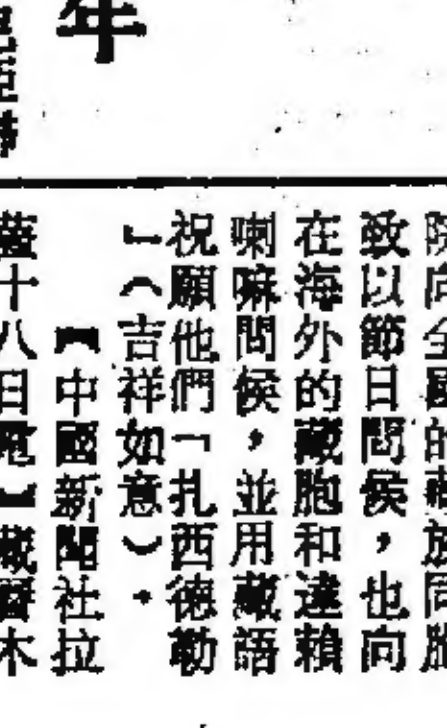 年
院向全國的藏族同胞
致以節日問候，也向
在海外的藏胞和達賴
喇嘛問候，並用藏語
祝願他們「扎西德勒
」（吉祥如意）。
【中國新聞社拉
薩十八日電】藏曆木